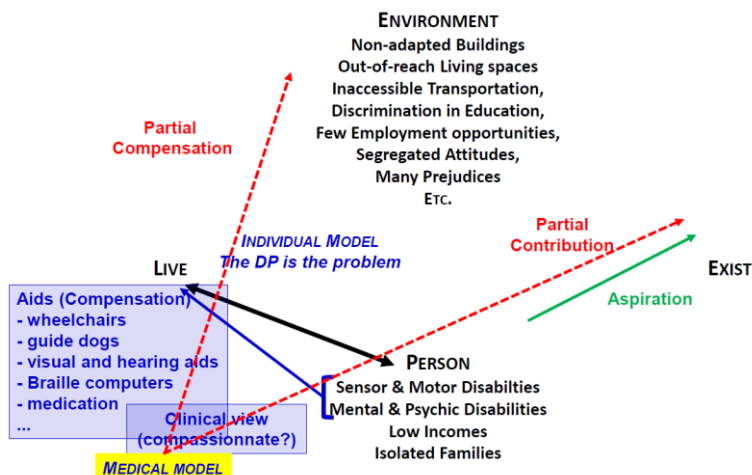 ENVIRONMENT
Non-adapted Buildings
Out-of-reach Living spaces
Inaccessible Transportation,
Discrimination in Education,
Few Employment opportunities,
Segregated Attitudes,
Many Prejudices
ETC.
Partial
Compensation
INDIVIDUAL MODEL
The DP is the problem
Partial
Contribution
LIVE
EXIST
Aspiration
Aids (Compensation)
- wheelchairs
- guide dogs
- visual and hearing aids
- Braille computers
- medication
...
Clinical view
(compassionnate?)
MEDICAL MODEL
PERSON
Sensor & Motor Disabilties
Mental & Psychic Disabilities
Low Incomes
Isolated Families